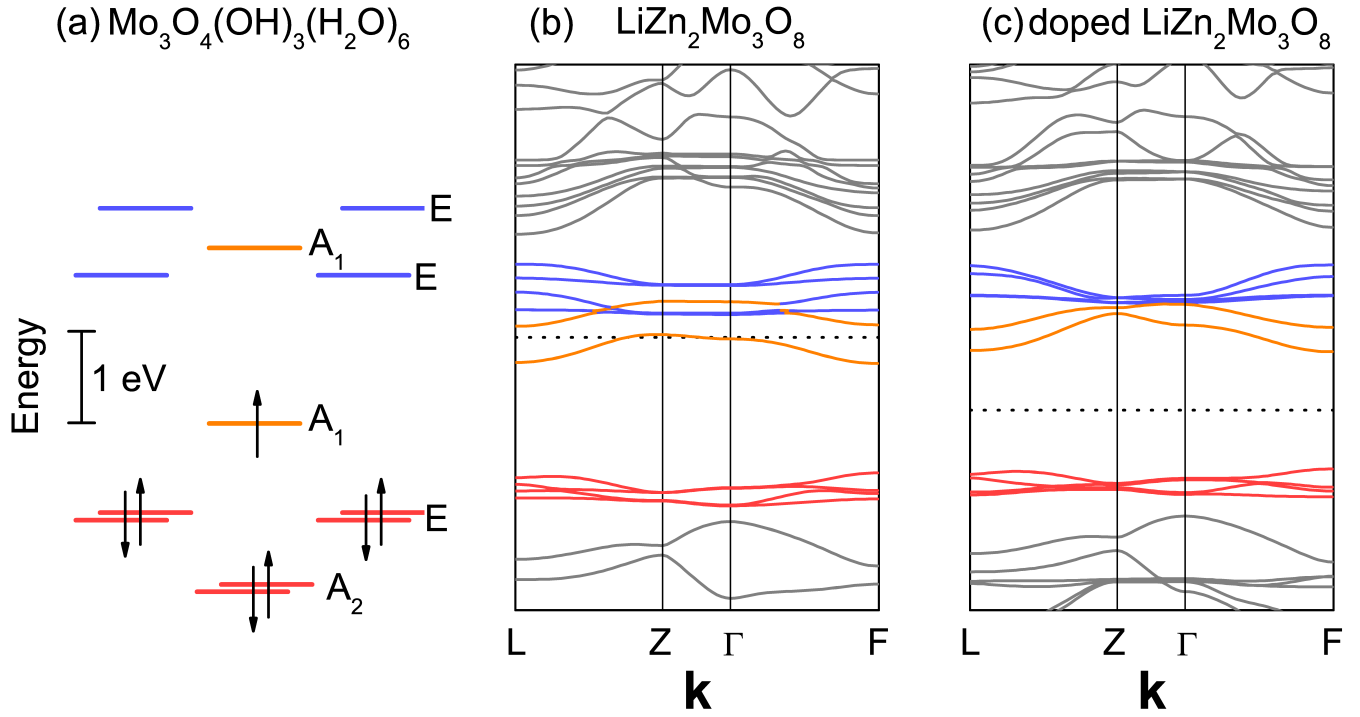 (a) Mo₃O₄(OH)₃(H₂O)₆
(b) LiZn₂Mo₃O₈
(c) doped LiZn₂Mo₃O₈
E
A₁
E
Energy
1 eV
A₁
E
A₂
L Z Γ F
k
L Z Γ F
k